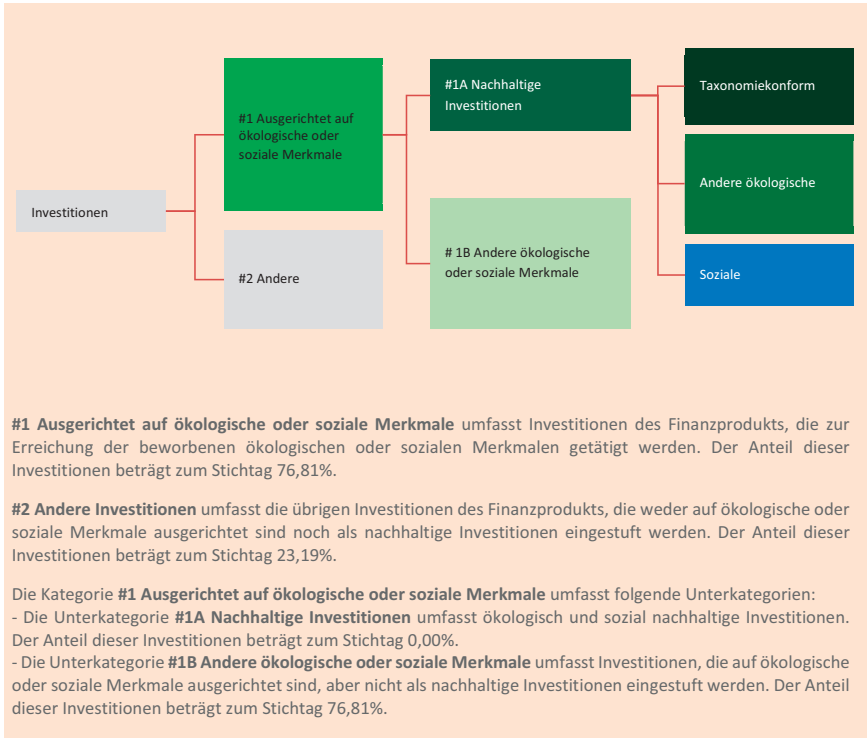 Investitionen
#1 Ausgerichtet auf
ökologische oder
soziale Merkmale
#2 Andere
#1A Nachhaltige
Investitionen
# 1B Andere ökologische
oder soziale Merkmale
Taxonomiekonform
Andere ökologische
Soziale
#1 Ausgerichtet auf ökologische oder soziale Merkmale umfasst Investitionen des Finanzprodukts, die zur
Erreichung der beworbenen ökologischen oder sozialen Merkmalen getätigt werden. Der Anteil dieser
Investitionen beträgt zum Stichtag 76,81%.
#2 Andere Investitionen umfasst die übrigen Investitionen des Finanzprodukts, die weder auf ökologische oder
soziale Merkmale ausgerichtet sind noch als nachhaltige Investitionen eingestuft werden. Der Anteil dieser
Investitionen beträgt zum Stichtag 23,19%.
Die Kategorie #1 Ausgerichtet auf ökologische oder soziale Merkmale umfasst folgende Unterkategorien:
- Die Unterkategorie #1A Nachhaltige Investitionen umfasst ökologisch und sozial nachhaltige Investitionen.
Der Anteil dieser Investitionen beträgt zum Stichtag 0,00%.
- Die Unterkategorie #1B Andere ökologische oder soziale Merkmale umfasst Investitionen, die auf ökologische
oder soziale Merkmale ausgerichtet sind, aber nicht als nachhaltige Investitionen eingestuft werden. Der Anteil
dieser Investitionen beträgt zum Stichtag 76,81%.